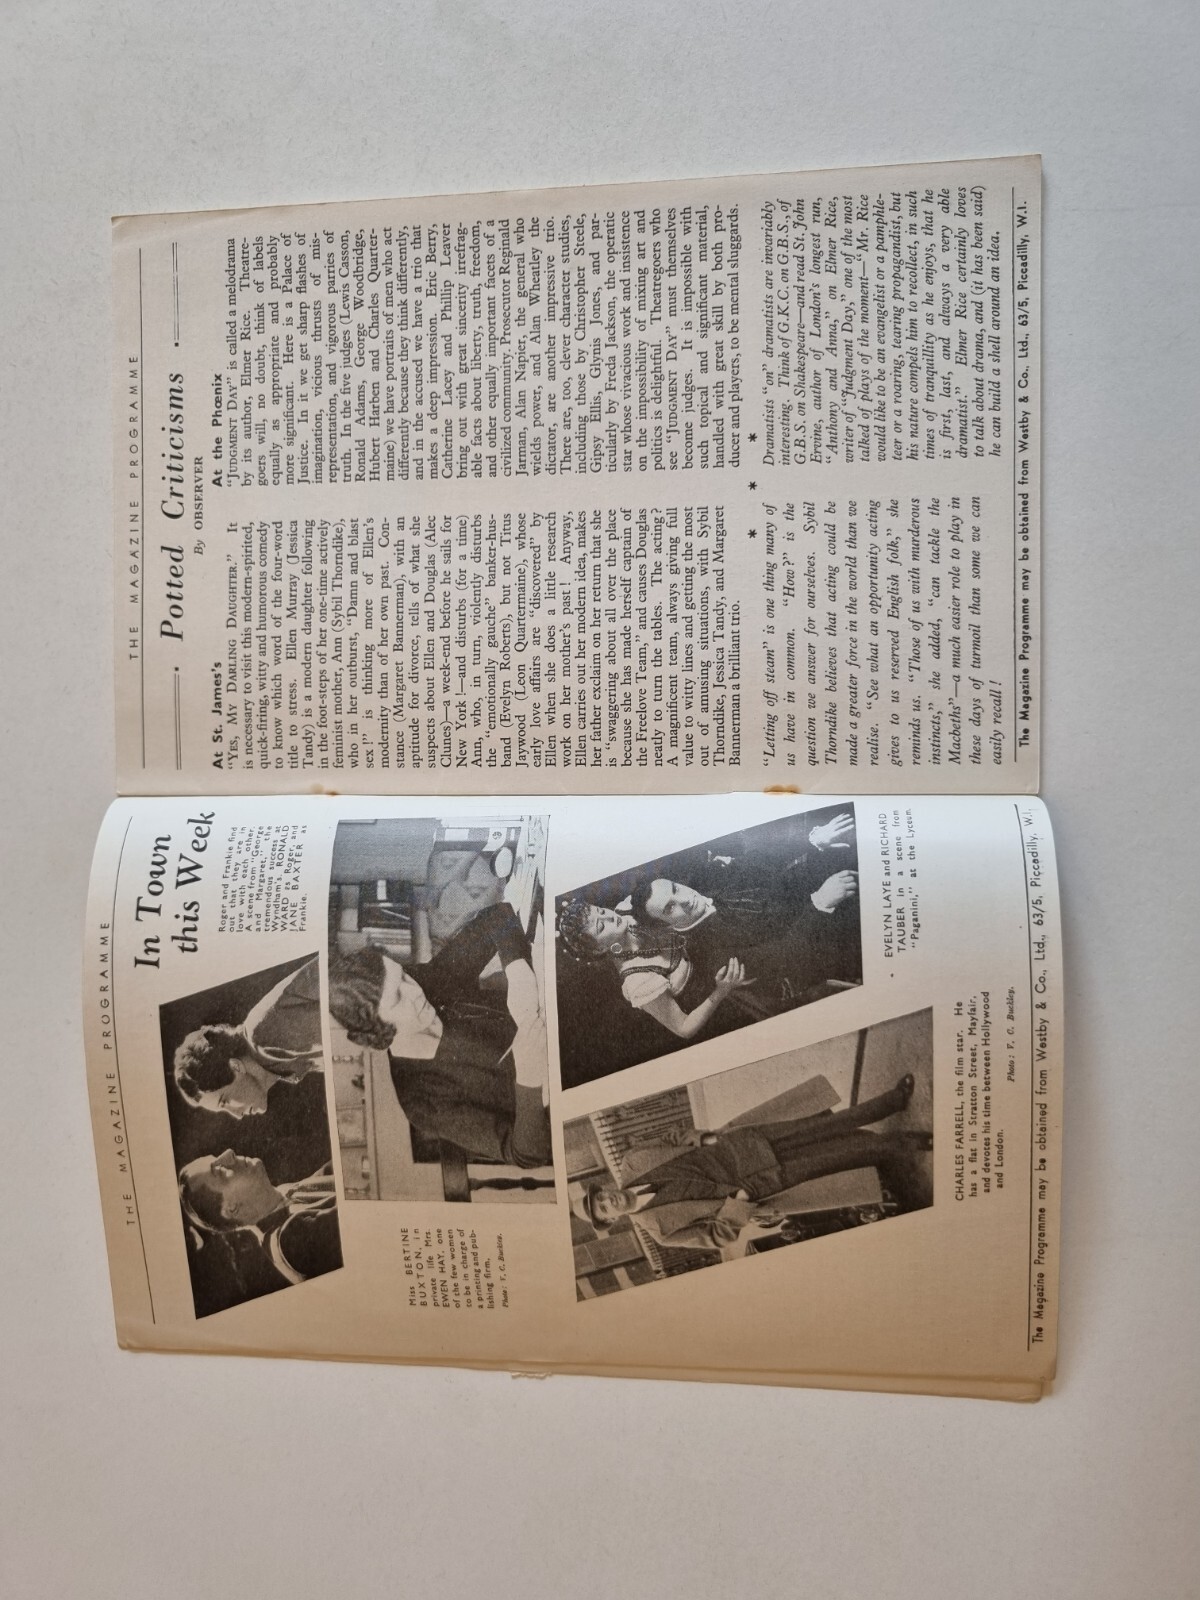 THE MAGAZINE PROGRAMME
In Town
this Week
Roger and Frankie find
out that they are in
love with each other.
A scene from "George
and Margaret," the
tremendous success at
Wyndham's. RONALD
WARD as Roger, and
JANE BAXTER as
Frankie.
Miss BERTINE
BUXTON, in
private life Mrs.
EWEN HAY, one
of the few women
to be in charge of
a printing and pub-
lishing firm.
Photo: V. C. Buckley.
• EVELYN LAYE and RICHARD
TAUBER in a scene from
"Paganini," at the Lyceum.
CHARLES FARRELL, the film star. He
has a flat in Stratton Street, Mayfair,
and devotes his time between Hollywood
and London.
Photo: V. C. Buckley.
The Magazine Programme may be obtained from Westby & Co., Ltd., 63/5, Piccadilly, W.1.
THE MAGAZINE PROGRAMME
Potted Criticisms
By OBSERVER
At St. James's
"YES, MY DARLING DAUGHTER." It
is necessary to visit this modern-spirited,
quick-firing, witty and humorous comedy
to know which word of the four-word
title to stress. Ellen Murray (Jessica
Tandy) is a modern daughter following
in the foot-steps of her one-time actively
feminist mother, Ann (Sybil Thorndike),
who in her outburst, "Damn and blast
sex!" is thinking more of Ellen's
modernity than of her own past. Con-
stance (Margaret Bannerman), with an
aptitude for divorce, tells of what she
suspects about Ellen and Douglas (Alec
Clunes)—a week-end before he sails for
New York!—and disturbs (for a time)
Ann, who, in turn, violently disturbs
the "emotionally gauche" banker-hus-
band (Evelyn Roberts), but not Titus
Jaywood (Leon Quartermaine), whose
early love affairs are "discovered" by
Ellen when she does a little research
work on her mother's past! Anyway,
Ellen carries out her modern idea, makes
her father exclaim on her return that she
is "swaggering about all over the place
because she has made herself captain of
the Freelove Team," and causes Douglas
neatly to turn the tables. The acting?
A magnificent team, always giving full
value to witty lines and getting the most
out of amusing situations, with Sybil
Thorndike, Jessica Tandy, and Margaret
Bannerman a brilliant trio.
At the Phœnix
"JUDGMENT DAY" is called a melodrama
by its author, Elmer Rice. Theatre-
goers will, no doubt, think of labels
equally as appropriate and probably
more significant. Here is a Palace of
Justice. In it we get sharp flashes of
imagination, vicious thrusts of mis-
representation, and vigorous parries of
truth. In the five judges (Lewis Casson,
Ronald Adams, George Woodbridge,
Hubert Harben and Charles Quarter-
maine) we have portraits of men who act
differently because they think differently,
and in the accused we have a trio that
makes a deep impression. Eric Berry,
Catherine Lacey and Phillip Leaver
bring out with great sincerity irrefrag-
able facts about liberty, truth, freedom,
and other equally important facets of a
civilized community. Prosecutor Reginald
Jarman, Alan Napier, the general who
wields power, and Alan Wheatley the
dictator, are another impressive trio.
There are, too, clever character studies,
including those by Christopher Steele,
Gipsy Ellis, Glynis Jones, and par-
ticularly by Freda Jackson, the operatic
star whose vivacious work and insistence
on the impossibility of mixing art and
politics is delightful. Theatregoers who
see "JUDGMENT DAY" must themselves
become judges. It is impossible with
such topical and significant material,
handled with great skill by both pro-
ducer and players, to be mental sluggards.
* * *
"Letting off steam" is one thing many of
us have in common. "How?" is the
question we answer for ourselves. Sybil
Thorndike believes that acting could be
made a greater force in the world than we
realise. "See what an opportunity acting
gives to us reserved English folk," she
reminds us. "Those of us with murderous
instincts," she added, "can tackle the
Macbeths"—a much easier role to play in
these days of turmoil than some we can
easily recall!
Dramatists "on" dramatists are invariably
interesting. Think of G.K.C. on G.B.S., of
G.B.S. on Shakespeare—and read St. John
Ervine, author of London's longest run,
"Anthony and Anna," on Elmer Rice,
writer of "Judgment Day," one of the most
talked of plays of the moment—"Mr. Rice
would like to be an evangelist or a pamphle-
teer or a roaring, tearing propagandist, but
his nature compels him to recollect, in such
times of tranquillity as he enjoys, that he
is first, last, and always a very able
dramatist." Elmer Rice certainly loves
to talk about drama, and (it has been said)
he can build a shell around an idea.
The Magazine Programme may be obtained from Westby & Co., Ltd., 63/5, Piccadilly, W.1.